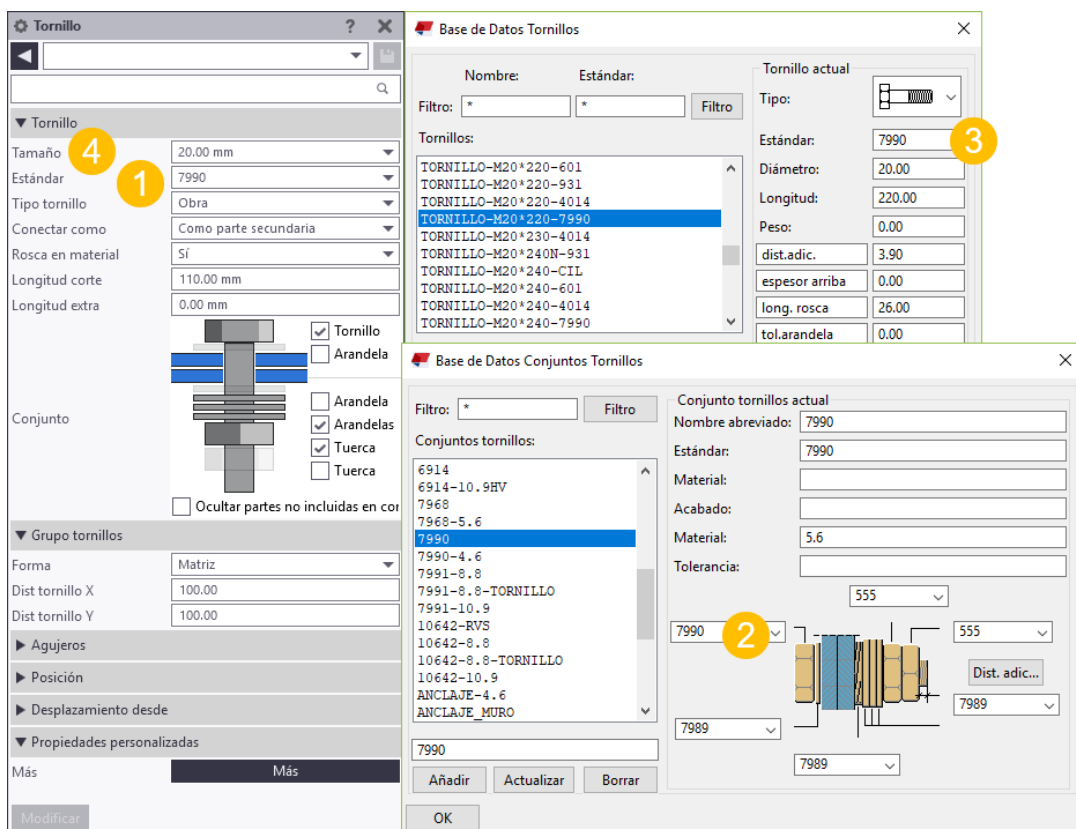 Tornillo ?
Tornillo
Tamaño 4 20.00 mm
Estándar 1 7990
Tipo tornillo Obra
Conectar como Como parte secundaria
Rosca en material Sí
Longitud corte 110.00 mm
Longitud extra 0.00 mm
Tornillo
Arandela
Conjunto
Arandela
Arandelas
Tuerca
Tuerca
Ocultar partes no incluidas en cor
Grupo tornillos
Forma Matriz
Dist tornillo X 100.00
Dist tornillo Y 100.00
Agujeros
Posición
Desplazamiento desde
Propiedades personalizadas
Más Más
Modificar
Base de Datos Tornillos
Nombre: Estándar:
Filtro: * * Filtro
Tornillos:
TORNILLO-M20*220-601
TORNILLO-M20*220-931
TORNILLO-M20*220-4014
TORNILLO-M20*220-7990
TORNILLO-M20*230-4014
TORNILLO-M20*240N-931
TORNILLO-M20*240-CIL
TORNILLO-M20*240-601
TORNILLO-M20*240-4014
TORNILLO-M20*240-7990
Tornillo actual
Tipo:
Estándar: 7990 3
Diámetro: 20.00
Longitud: 220.00
Peso: 0.00
dist.adic. 3.90
espesor arriba 0.00
long. rosca 26.00
tol.arandela 0.00
Base de Datos Conjuntos Tornillos
Filtro: * Filtro
Conjuntos tornillos:
6914
6914-10.9HV
7968
7968-5.6
7990
7990-4.6
7991-8.8
7991-8.8-TORNILLO
7991-10.9
10642-RVS
10642-8.8
10642-8.8-TORNILLO
10642-10.9
ANCLAJE-4.6
ANCLAJE_MURO
7990
Añadir Actualizar Borrar
OK
Conjunto tornillos actual
Nombre abreviado: 7990
Estándar: 7990
Material:
Acabado:
Material: 5.6
Tolerancia:
555
7990 2 555
Dist. adic...
7989
7989
7989